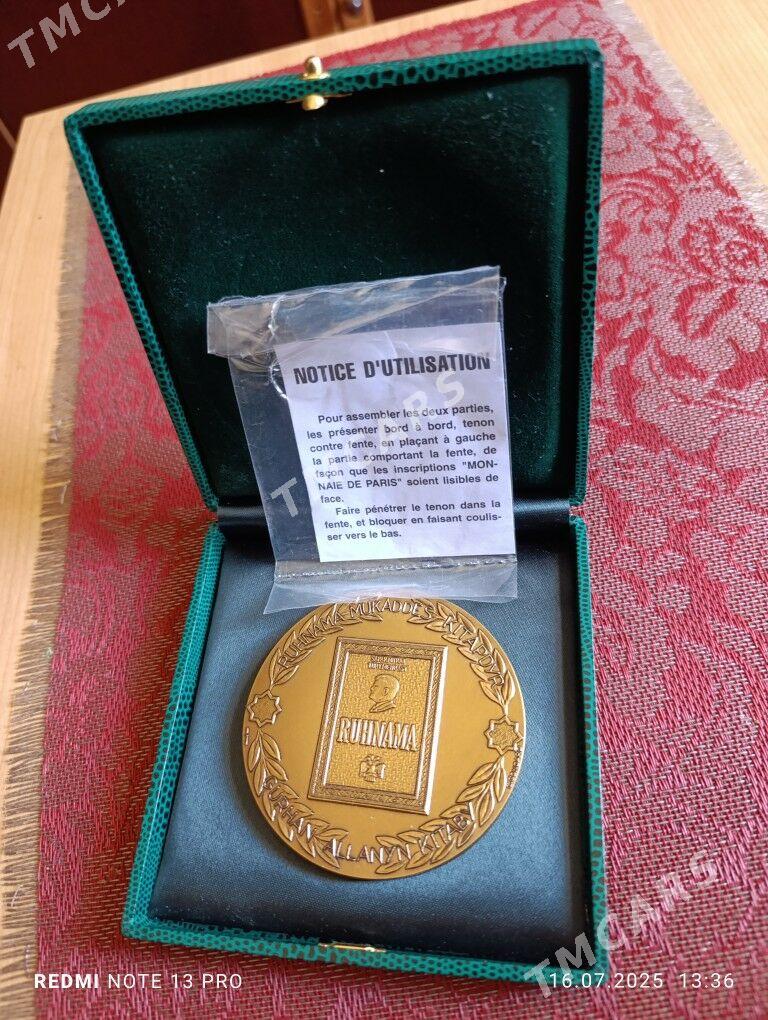 TMCARS
NOTICE D'UTILISATION
Pour assembler les deux parties,
les présenter bord à bord, tenon
contre fente, en plaçant à gauche
la partie comportant la fente, de
façon que les inscriptions "MON-
NAIE DE PARIS" soient lisibles de
face.
Faire pénétrer le tenon dans la
fente, et bloquer en faisant coulis-
ser vers le bas.
TMCARS
RUHNAMA MUKADDES KITAPDYR
RUHNAMA
GURHAN ALLANYŇ KITABY
TMCARS
REDMI NOTE 13 PRO
16.07.2025 13:36